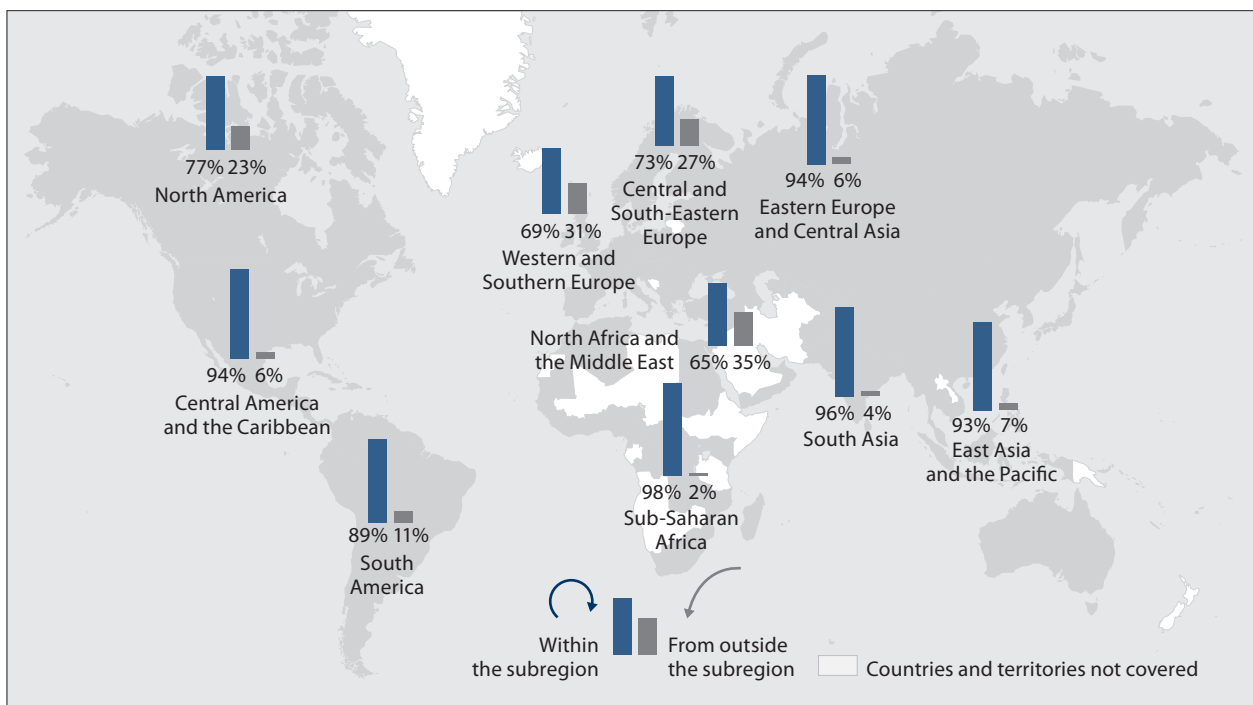 77% 23%
North America
73% 27%
Central and
South-Eastern
Europe
94% 6%
Eastern Europe
and Central Asia
69% 31%
Western and
Southern Europe
North Africa and
the Middle East
65% 35%
94% 6%
Central America
and the Caribbean
96% 4%
South Asia
93% 7%
East Asia
and the Pacific
98% 2%
Sub-Saharan
Africa
89% 11%
South
America
Within
the subregion
From outside
the subregion
Countries and territories not covered